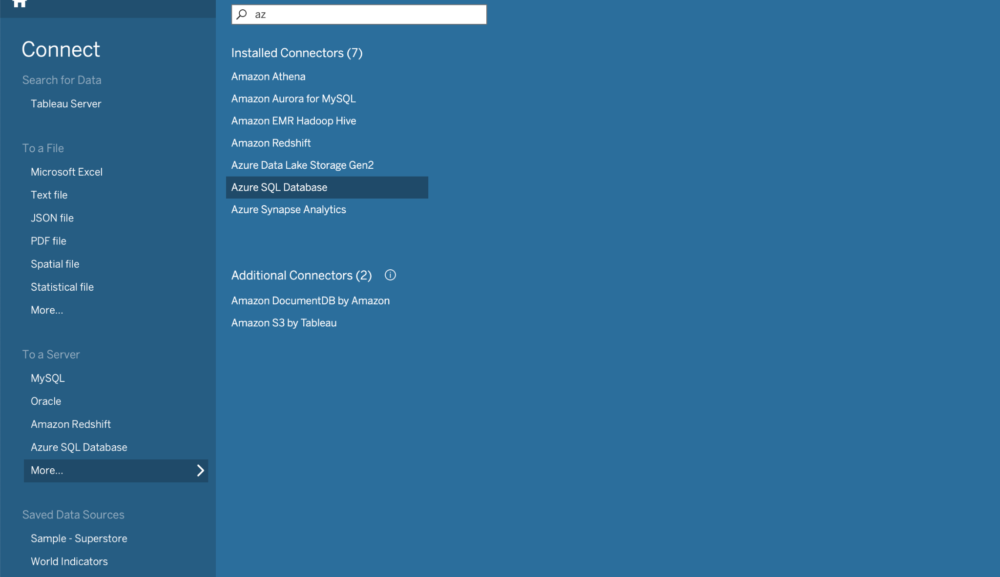 Connect
Search for Data
Tableau Server
To a File
Microsoft Excel
Text file
JSON file
PDF file
Spatial file
Statistical file
More...
To a Server
MySQL
Oracle
Amazon Redshift
Azure SQL Database
More...
Saved Data Sources
Sample - Superstore
World Indicators
az
Installed Connectors (7)
Amazon Athena
Amazon Aurora for MySQL
Amazon EMR Hadoop Hive
Amazon Redshift
Azure Data Lake Storage Gen2
Azure SQL Database
Azure Synapse Analytics
Additional Connectors (2)
Amazon DocumentDB by Amazon
Amazon S3 by Tableau